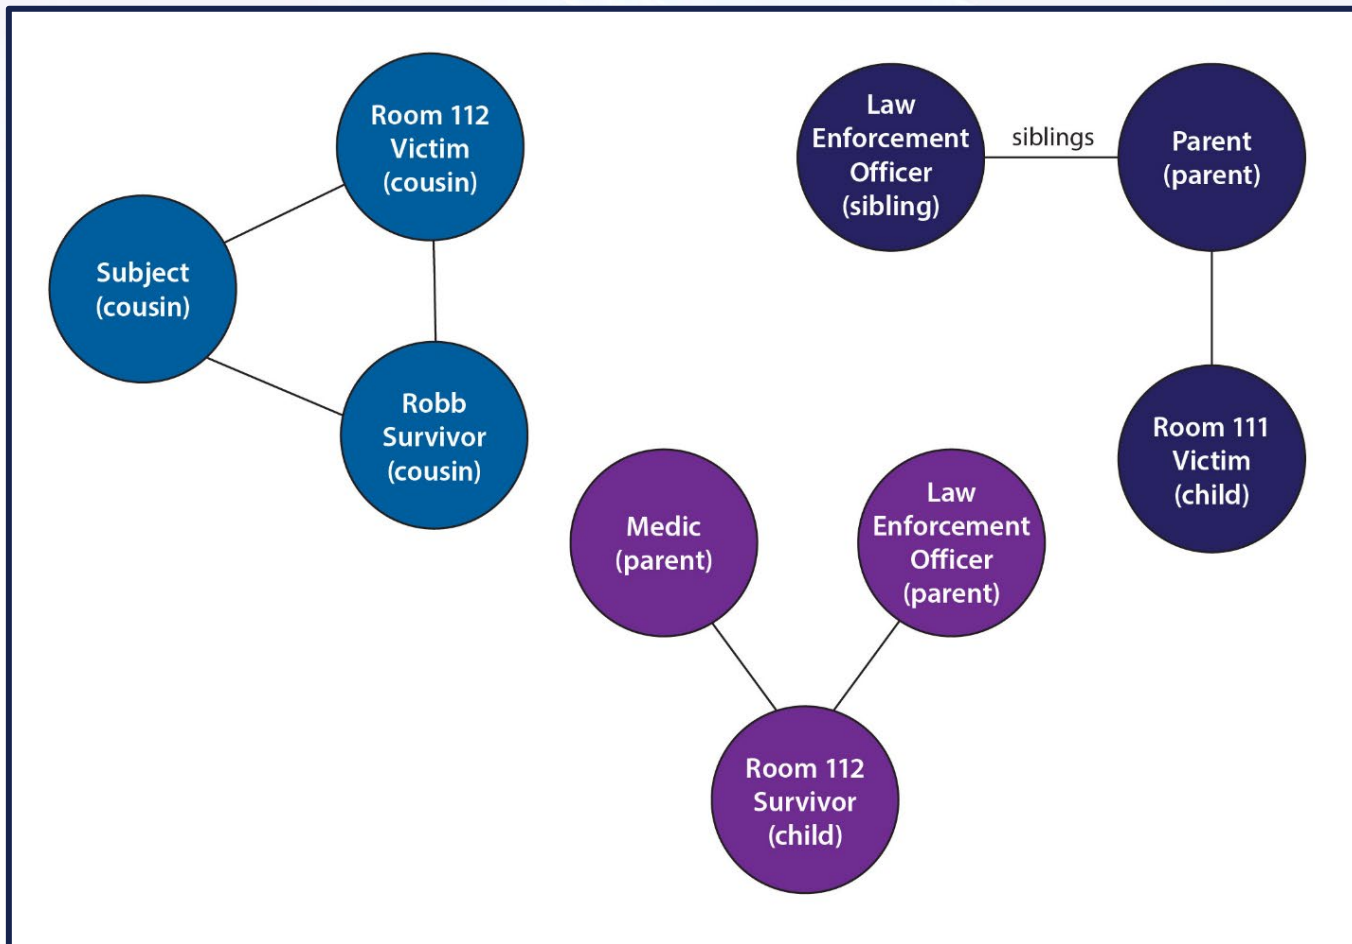 Room 112
Victim
(cousin)
Subject
(cousin)
Robb
Survivor
(cousin)
Law
Enforcement
Officer
(sibling)
siblings
Parent
(parent)
Room 111
Victim
(child)
Medic
(parent)
Law
Enforcement
Officer
(parent)
Room 112
Survivor
(child)